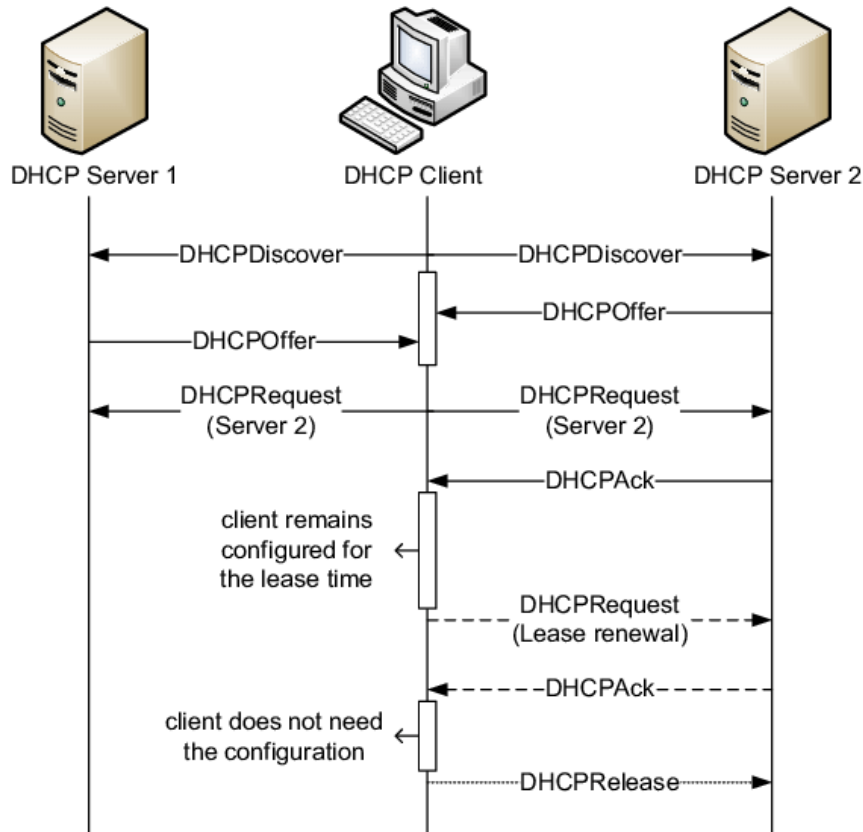 DHCP Server 1
DHCP Client
DHCP Server 2
DHCPDiscover
DHCPDiscover
DHCPOffer
DHCPOffer
DHCPRequest
(Server 2)
DHCPRequest
(Server 2)
DHCPAck
client remains
configured for
the lease time
DHCPRequest
(Lease renewal)
DHCPAck
client does not need
the configuration
DHCPRelease